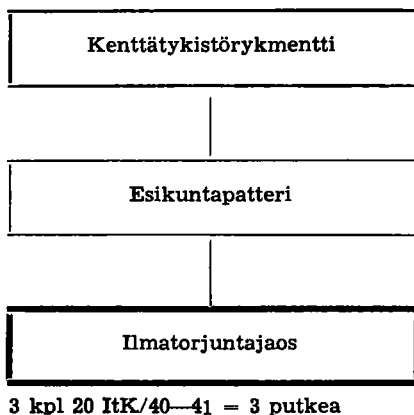 Kenttätykistörykmentti
Esikuntapatteri
Ilmatorjuntajaos
3 kpl 20 ItK/40—41 = 3 putkea